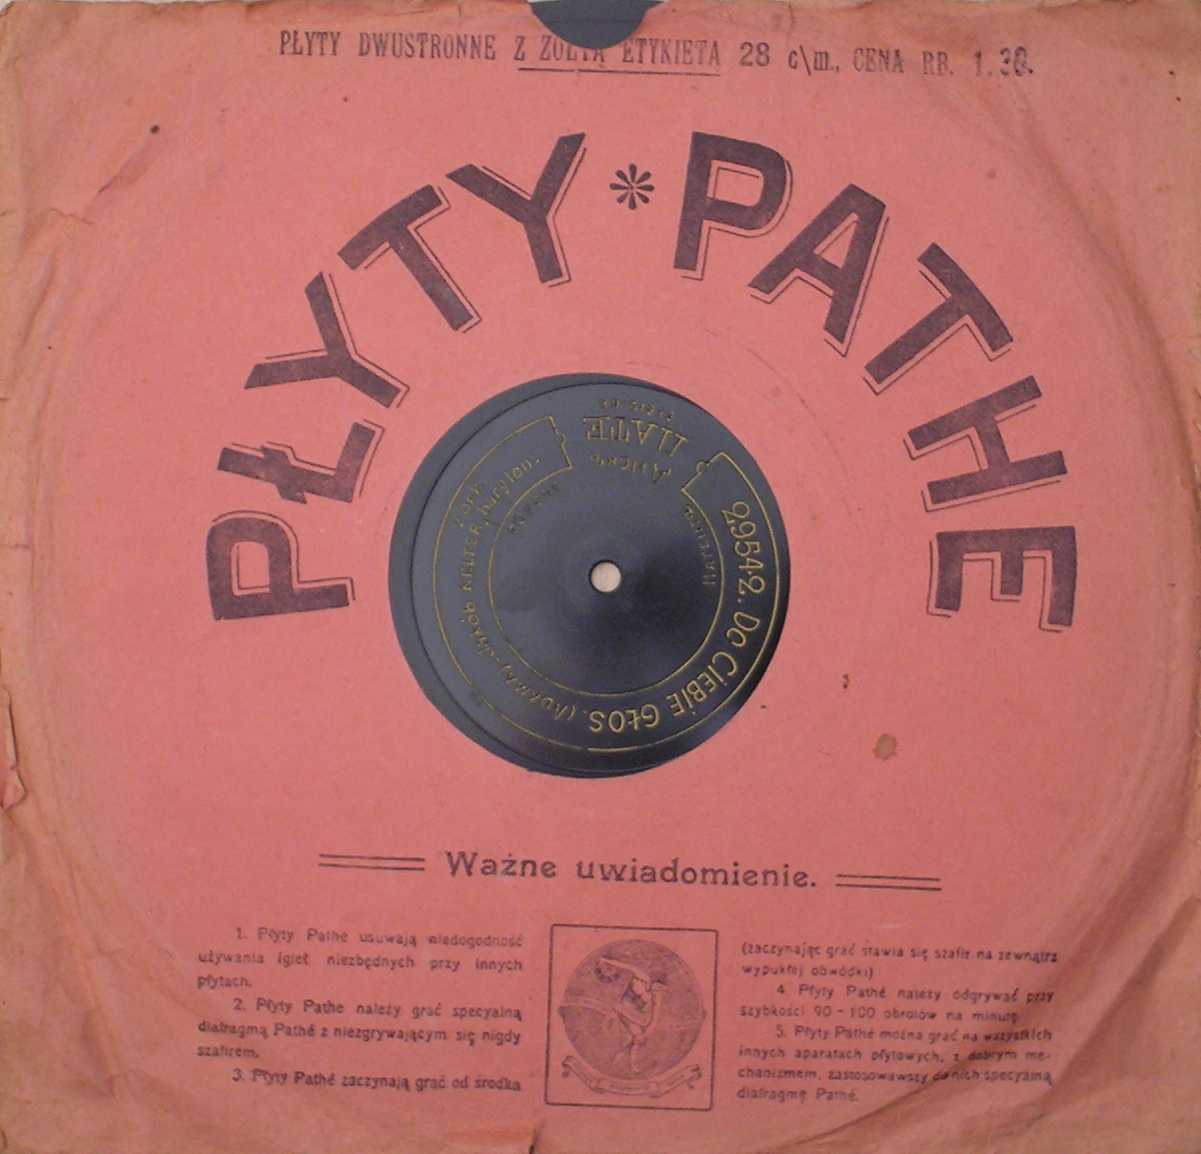 PŁYTY DWUSTRONNE Z ŻÓŁTĄ ETYKIETĄ 28 c\m., CENA RB. 1.30.
PŁYTY * PATHE
29542. DO CIEBIE GŁOS.
baryton.
ДИСКЪ
ПАТЕ
Ważne uwiadomienie.
1. Płyty Pathé usuwają niedogodność
używania igieł niezbędnych przy innych
płytach.
2. Płyty Pathe należy grać specyalną
diafragmą Pathé z niezgrywającym się nigdy
szafirem.
3. Płyty Pathé zaczynają grać od środka
(zaczynając grać stawia się szafir na zewnątrz
wypukłej obwódki)
4. Płyty Pathé należy odgrywać przy
szybkości 90 - 100 obrotów na minutę
5. Płyty Pathé można grać na wszystkich
innych aparatach płytowych, z dobrym me-
chanizmem, zastosowawszy do nich specyalną
diafragmę Pathé.